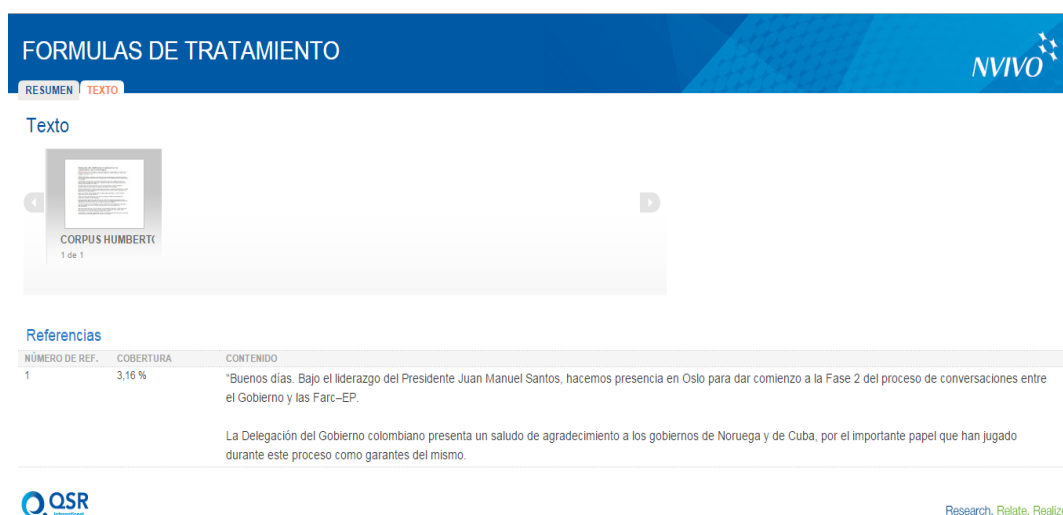 FORMULAS DE TRATAMIENTO
NVIVO
RESUMEN TEXTO
Texto
CORPUS HUMBERT(
1 de 1
Referencias
NÚMERO DE REF. COBERTURA CONTENIDO
1 3,16 % “Buenos días. Bajo el liderazgo del Presidente Juan Manuel Santos, hacemos presencia en Oslo para dar comienzo a la Fase 2 del proceso de conversaciones entre
el Gobierno y las Farc–EP.
La Delegación del Gobierno colombiano presenta un saludo de agradecimiento a los gobiernos de Noruega y de Cuba, por el importante papel que han jugado
durante este proceso como garantes del mismo.
QSR
International
Research. Relate. Realize